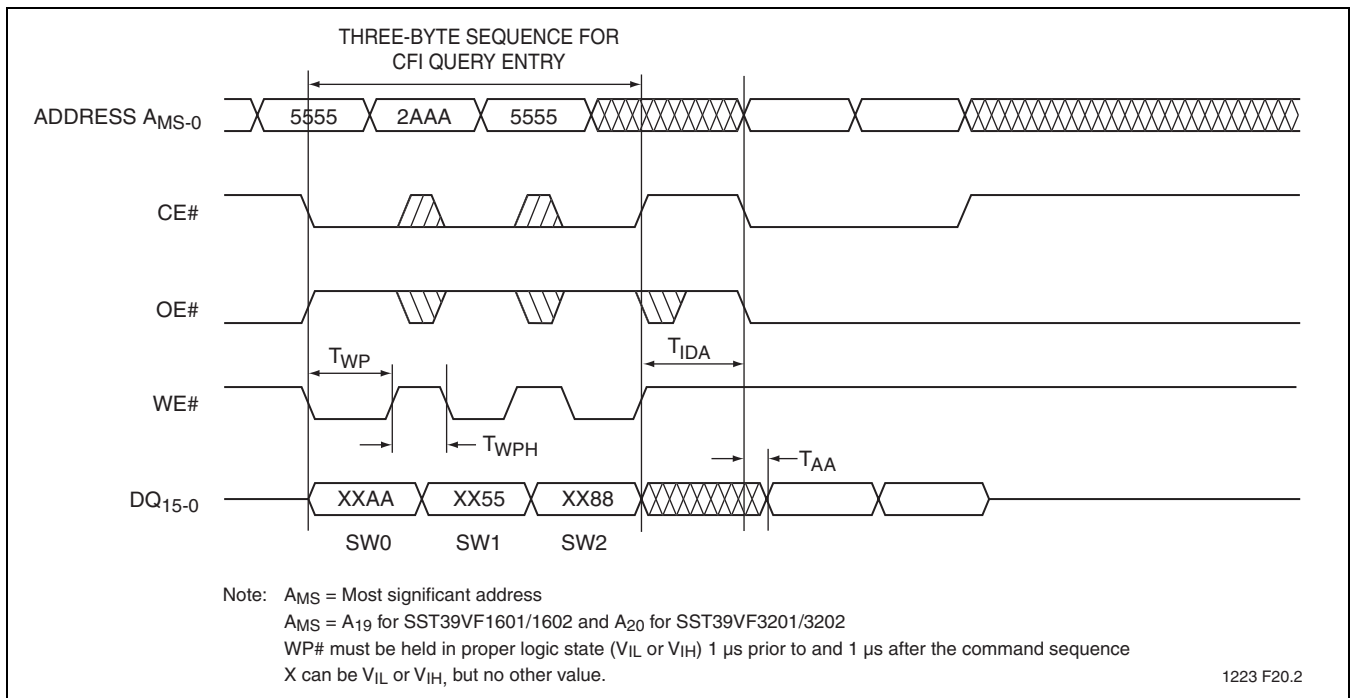 THREE-BYTE SEQUENCE FOR
CFI QUERY ENTRY
ADDRESS AMS-0
5555 2AAA 5555
CE#
OE#
TWP TIDA
WE#
TWPH
TAA
DQ15-0
XXAA XX55 XX88
SW0 SW1 SW2
Note: AMS = Most significant address
AMS = A19 for SST39VF1601/1602 and A20 for SST39VF3201/3202
WP# must be held in proper logic state (VIL or VIH) 1 µs prior to and 1 µs after the command sequence
X can be VIL or VIH, but no other value.
1223 F20.2